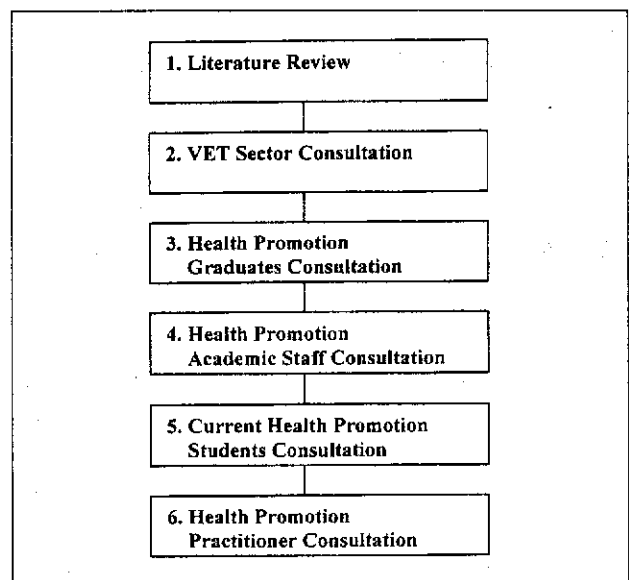 1. Literature Review
2. VET Sector Consultation
3. Health Promotion
Graduates Consultation
4. Health Promotion
Academic Staff Consultation
5. Current Health Promotion
Students Consultation
6. Health Promotion
Practitioner Consultation